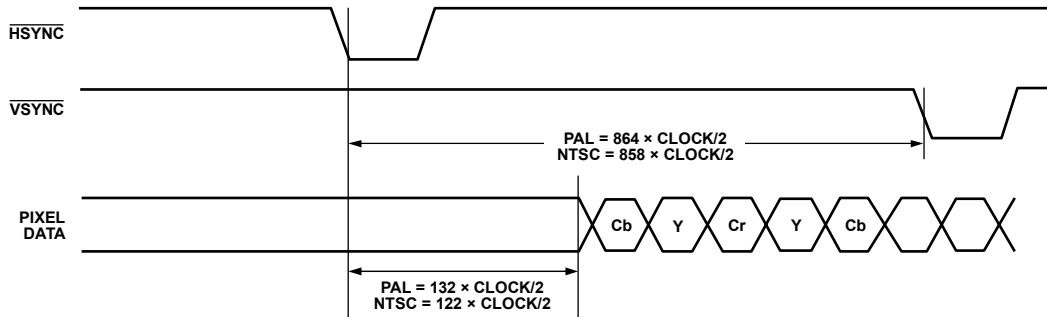 HSYNC
VSYNC
PAL = 864 × CLOCK/2
NTSC = 858 × CLOCK/2
PIXEL
DATA
Cb Y Cr Y Cb
PAL = 132 × CLOCK/2
NTSC = 122 × CLOCK/2